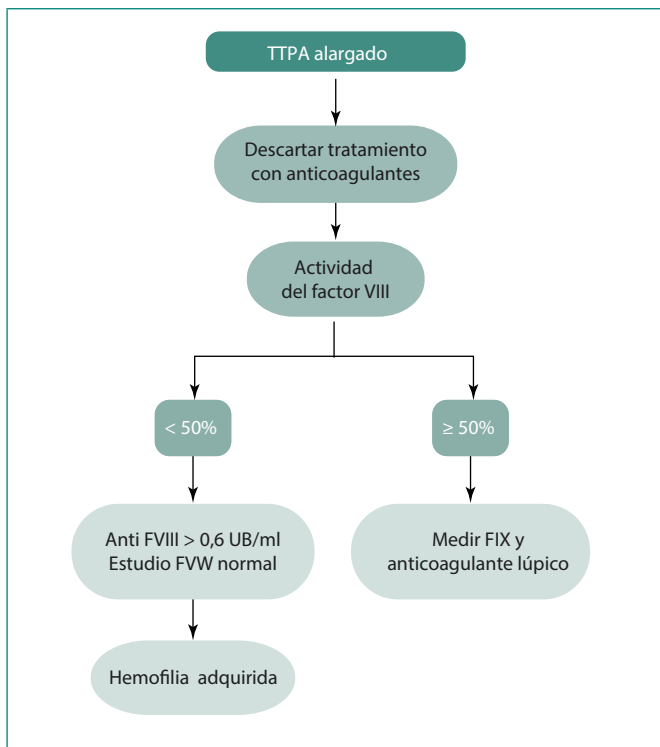 TTPA alargado
Descartar tratamiento
con anticoagulantes
Actividad
del factor VIII
< 50%
≥ 50%
Anti FVIII > 0,6 UB/ml
Estudio FVW normal
Medir FIX y
anticoagulante lúpico
Hemofilia adquirida